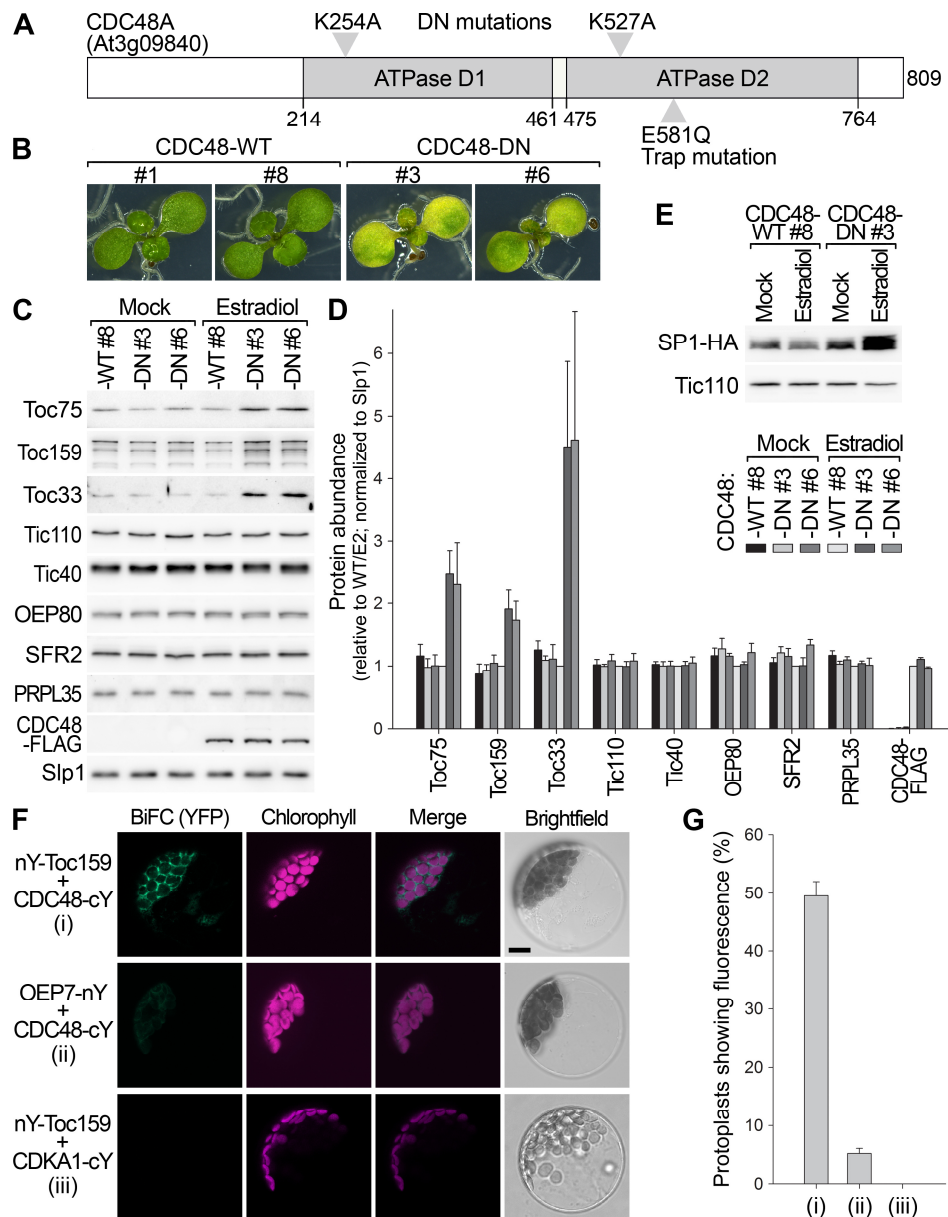 A
CDC48A
(At3g09840)
K254A
DN mutations
K527A
ATPase D1
ATPase D2
809
214
461
475
764
E581Q
Trap mutation
B
CDC48-WT
CDC48-DN
#1
#8
#3
#6
C
Mock
Estradiol
-WT #8
-DN #3
-DN #6
-WT #8
-DN #3
-DN #6
Toc75
Toc159
Toc33
Tic110
Tic40
OEP80
SFR2
PRPL35
CDC48
-FLAG
Slp1
D
Protein abundance
(relative to WT/E2; normalized to Slp1)
6
4
2
1
0
Toc75
Toc159
Toc33
Tic110
Tic40
OEP80
SFR2
PRPL35
CDC48-
FLAG
E
CDC48-
WT #8
CDC48-
DN #3
Mock
Estradiol
Mock
Estradiol
SP1-HA
Tic110
Mock
Estradiol
CDC48:
-WT #8
-DN #3
-DN #6
-WT #8
-DN #3
-DN #6
F
BiFC (YFP)
Chlorophyll
Merge
Brightfield
nY-Toc159
+
CDC48-cY
(i)
OEP7-nY
+
CDC48-cY
(ii)
nY-Toc159
+
CDKA1-cY
(iii)
G
Protoplasts showing fluorescence (%)
60
50
40
30
20
10
0
(i)
(ii)
(iii)